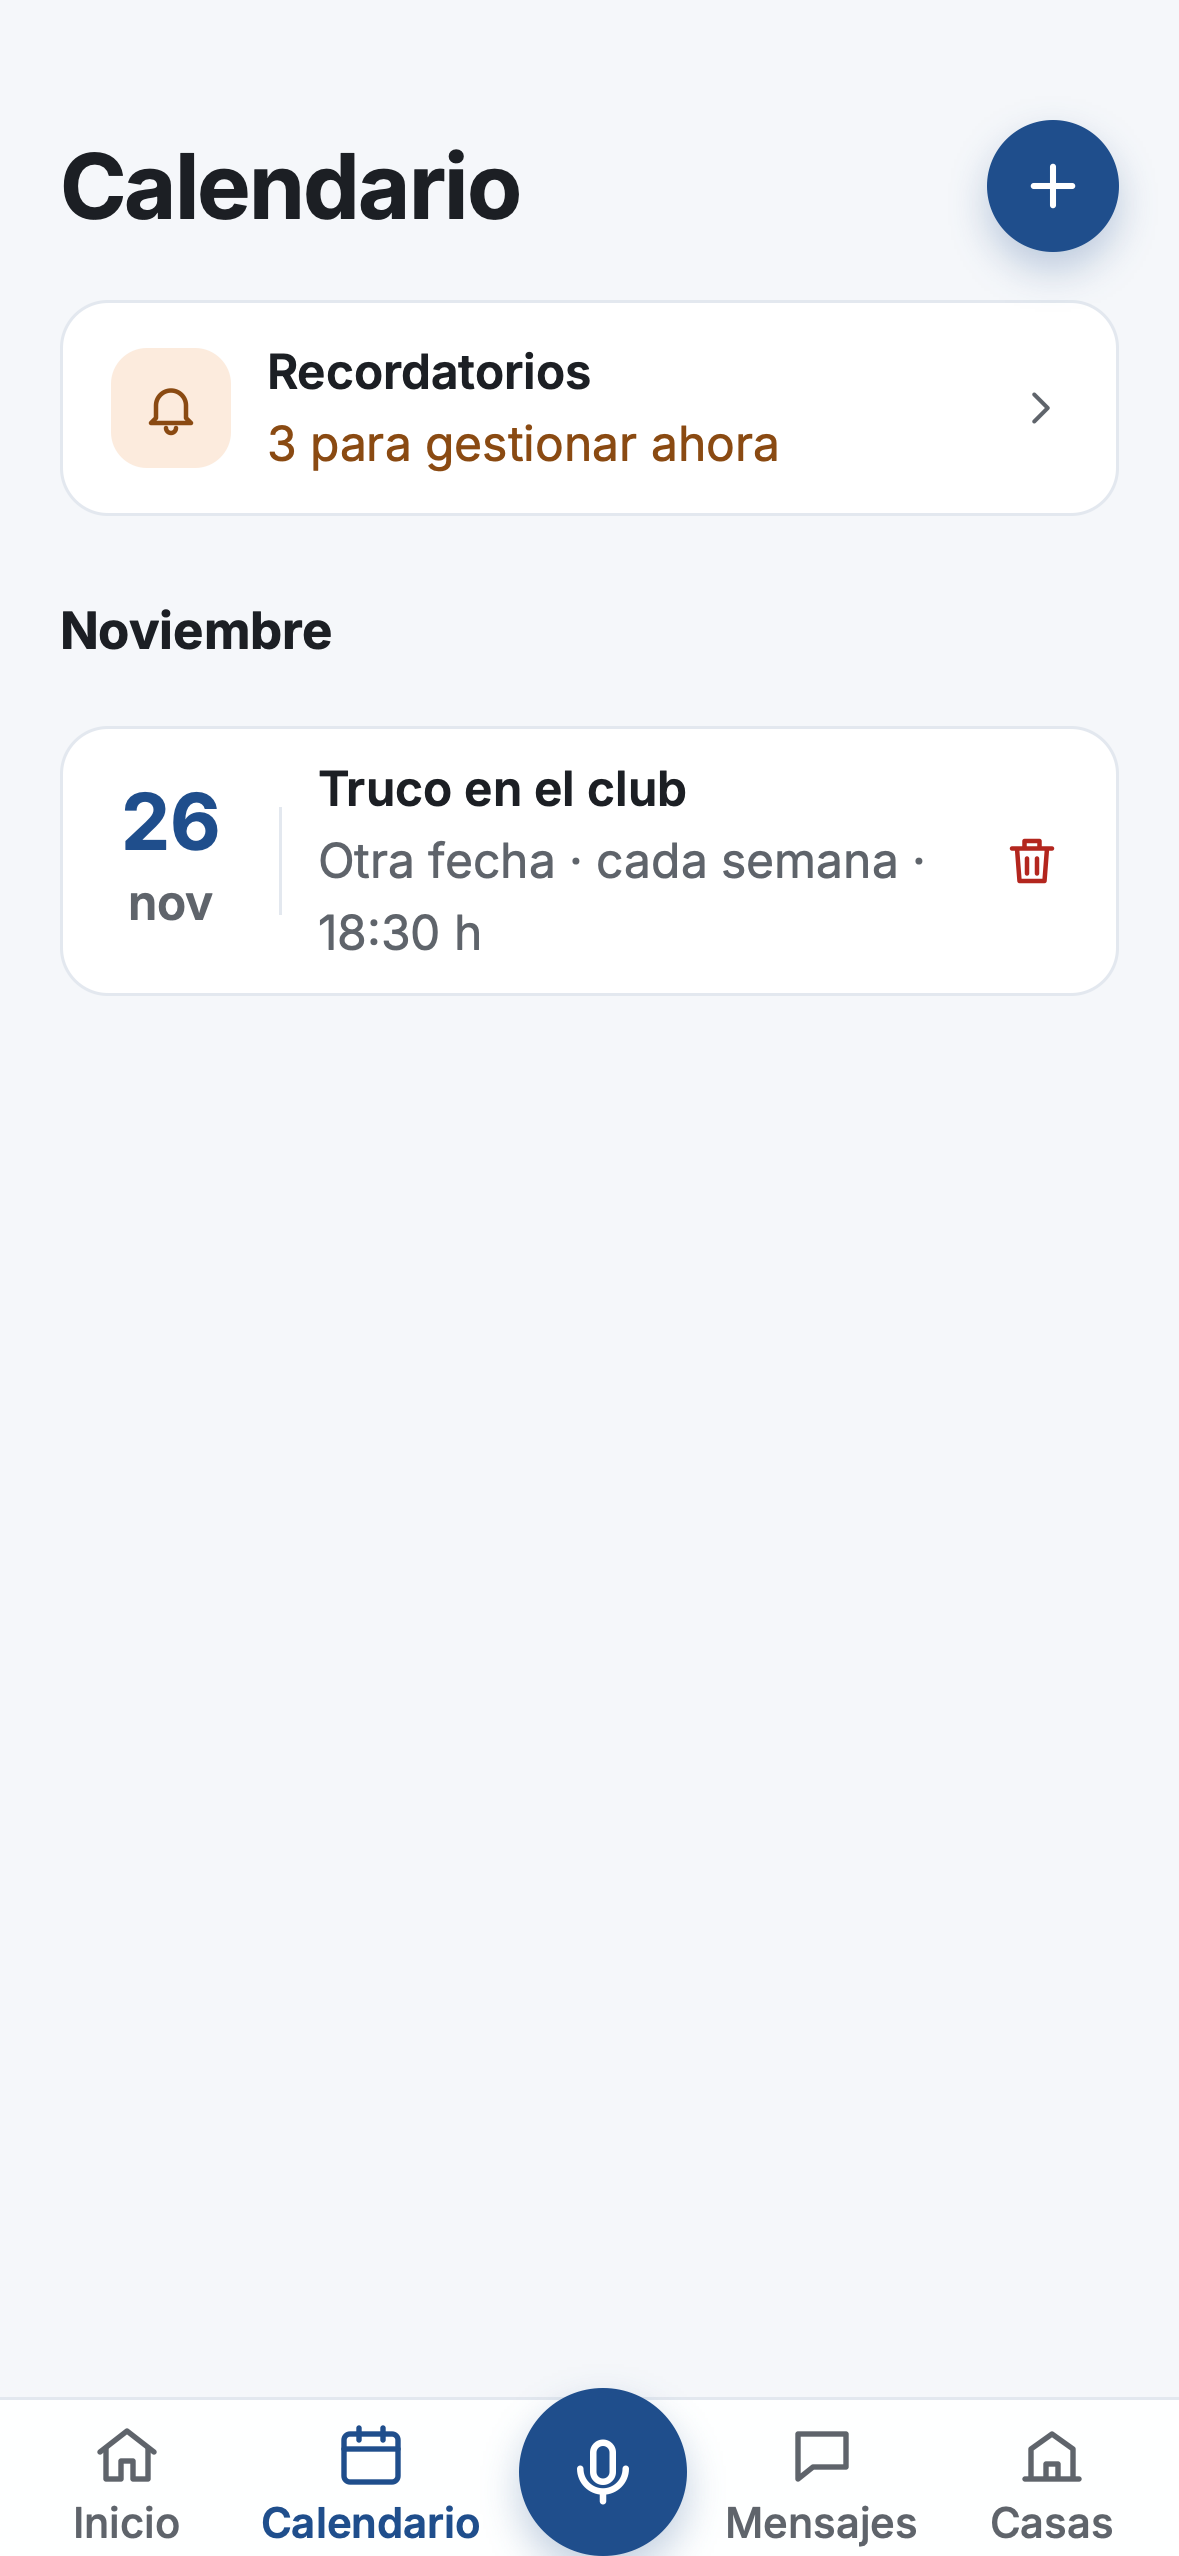 Calendario
Recordatorios
3 para gestionar ahora
Noviembre
26
nov
Truco en el club
Otra fecha · cada semana ·
18:30 h
Inicio
Calendario
Mensajes
Casas